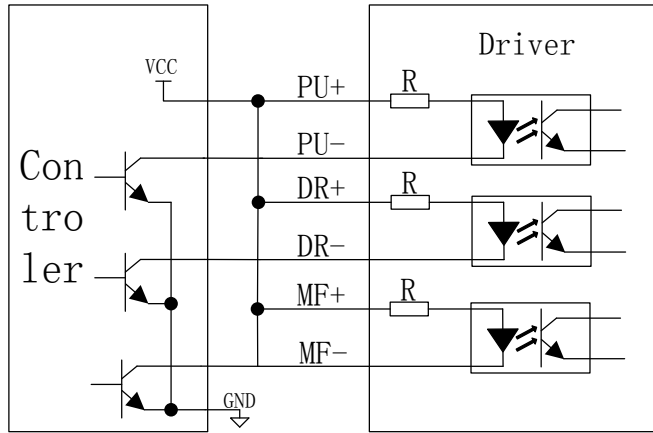 Driver
VCC
PU+
R
PU-
Con
tro
ler
DR+
R
DR-
MF+
R
MF-
GND